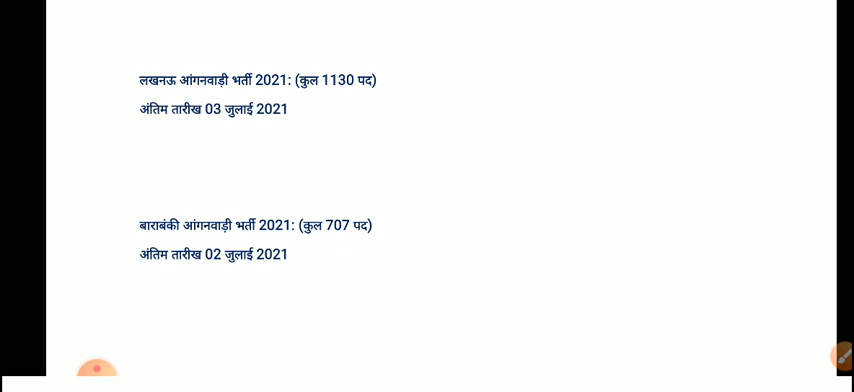 लखनऊ आंगनवाड़ी भर्ती 2021: (कुल 1130 पद)
अंतिम तारीख 03 जुलाई 2021
बाराबंकी आंगनवाड़ी भर्ती 2021: (कुल 707 पद)
अंतिम तारीख 02 जुलाई 2021